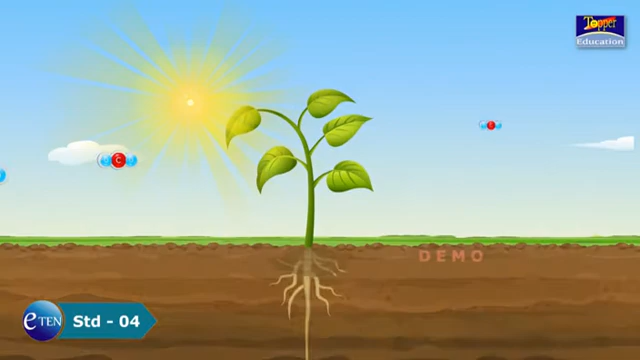 Topper
Education
C
DEMO
eTEN
Std - 04